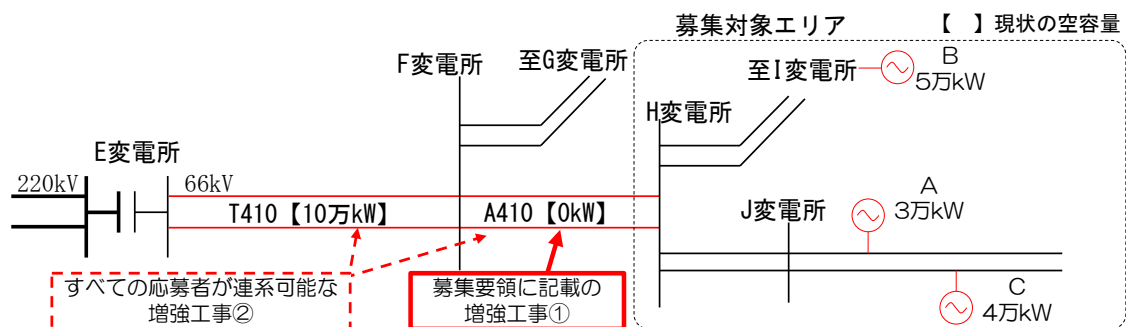 募集対象エリア
【 】現状の空容量
F変電所
至G変電所
至I変電所
B
5万kW
H変電所
E変電所
220kV
66kV
T410【10万kW】
A410【0kW】
J変電所
A
3万kW
C
4万kW
すべての応募者が連系可能な
増強工事②
募集要領に記載の
増強工事①